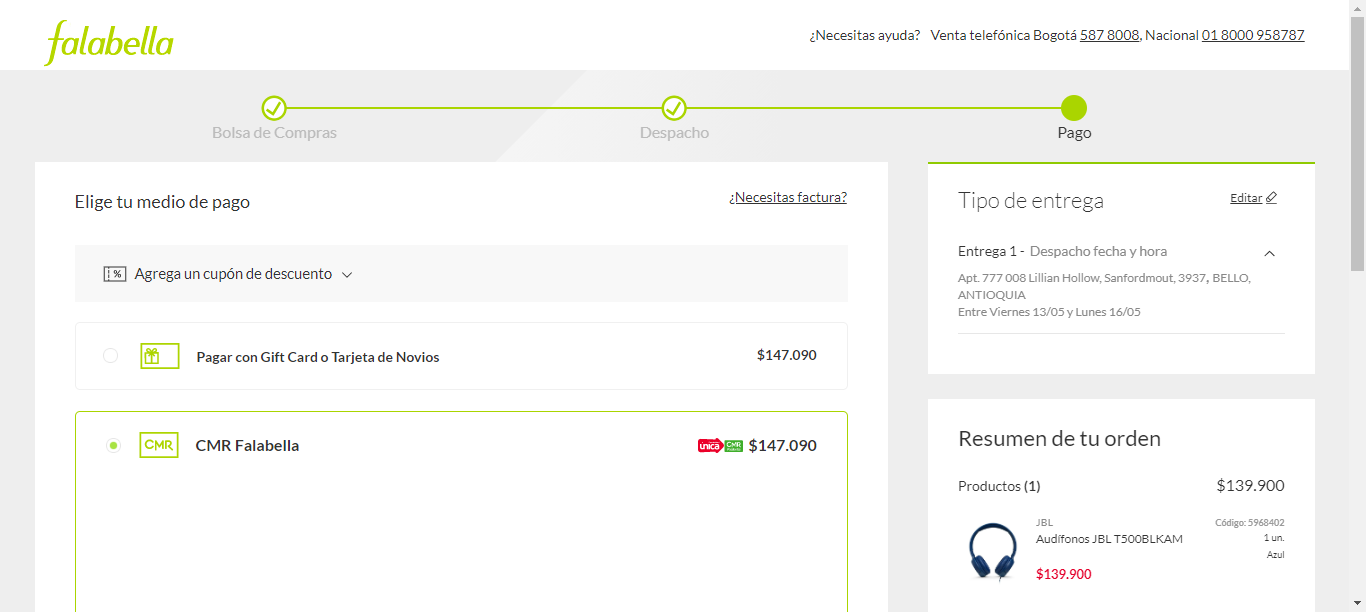 falabella
¿Necesitas ayuda? Venta telefónica Bogotá 587 8008, Nacional 01 8000 958787
Bolsa de Compras
Despacho
Pago
Elige tu medio de pago
¿Necesitas factura?
% Agrega un cupón de descuento
Pagar con Gift Card o Tarjeta de Novios
$147.090
CMR CMR Falabella
unica CMR $147.090
Tipo de entrega
Editar
Entrega 1 - Despacho fecha y hora
Apt. 777 008 Lillian Hollow, Sanfordmout, 3937, BELLO,
ANTIOQUIA
Entre Viernes 13/05 y Lunes 16/05
Resumen de tu orden
Productos (1)
$139.900
JBL
Audífonos JBL T500BLKAM
$139.900
Código: 5968402
1 un.
Azul